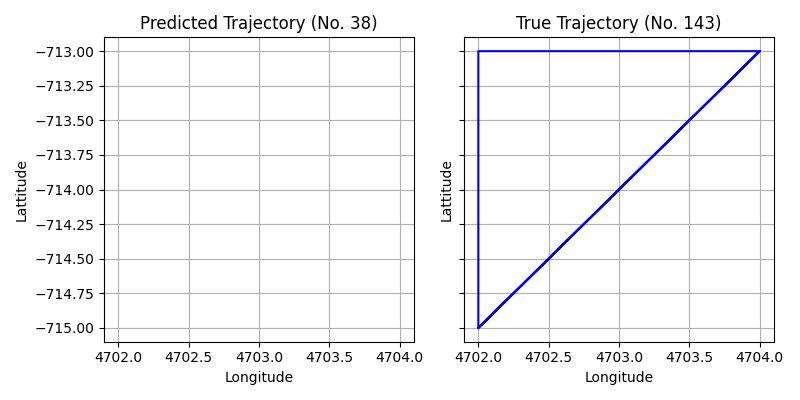 Predicted Trajectory (No. 38)
True Trajectory (No. 143)
−713.00
−713.25
−713.50
−713.75
−714.00
−714.25
−714.50
−714.75
−715.00
Lattitude
Lattitude
4702.0 4702.5 4703.0 4703.5 4704.0
4702.0 4702.5 4703.0 4703.5 4704.0
Longitude
Longitude